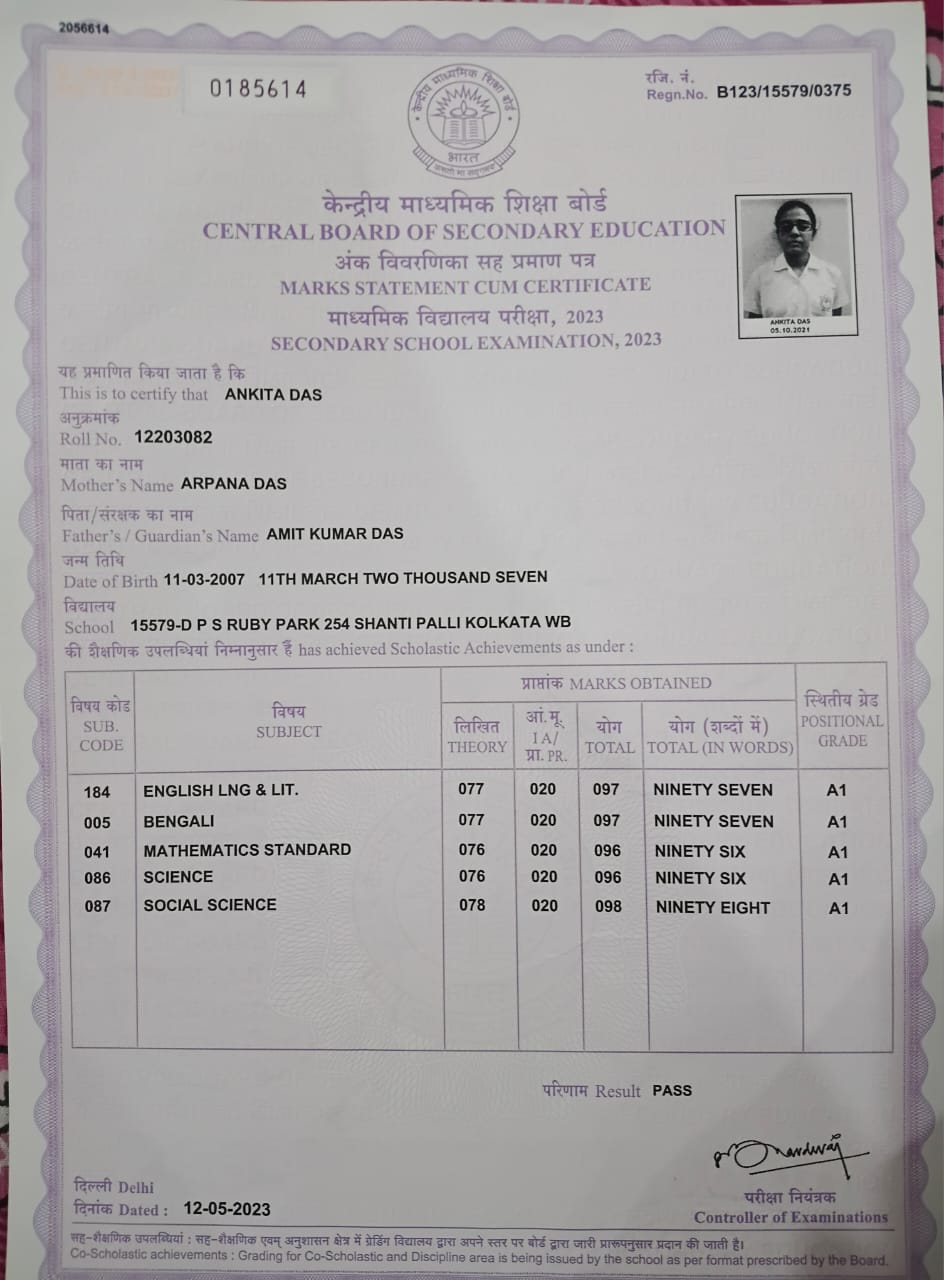 2056614
0185614
रजि. नं.
Regn.No. B123/15579/0375
केन्द्रीय माध्यमिक शिक्षा बोर्ड
भारत
असतो मा सद्गमय
केन्द्रीय माध्यमिक शिक्षा बोर्ड
CENTRAL BOARD OF SECONDARY EDUCATION
अंक विवरणिका सह प्रमाण पत्र
MARKS STATEMENT CUM CERTIFICATE
माध्यमिक विद्यालय परीक्षा, 2023
SECONDARY SCHOOL EXAMINATION, 2023
ANKITA DAS
05.10.2021
यह प्रमाणित किया जाता है कि
This is to certify that ANKITA DAS
अनुक्रमांक
Roll No. 12203082
माता का नाम
Mother's Name ARPANA DAS
पिता/संरक्षक का नाम
Father's / Guardian's Name AMIT KUMAR DAS
जन्म तिथि
Date of Birth 11-03-2007 11TH MARCH TWO THOUSAND SEVEN
विद्यालय
School 15579-D P S RUBY PARK 254 SHANTI PALLI KOLKATA WB
की शैक्षणिक उपलब्धियां निम्नानुसार हैं has achieved Scholastic Achievements as under :
विषय कोड SUB. CODE
विषय SUBJECT
प्राप्तांक MARKS OBTAINED
लिखित THEORY
आं.मू. I A/ प्रा. PR.
योग TOTAL
योग (शब्दों में) TOTAL (IN WORDS)
स्थितीय ग्रेड POSITIONAL GRADE
184 ENGLISH LNG & LIT. 077 020 097 NINETY SEVEN A1
005 BENGALI 077 020 097 NINETY SEVEN A1
041 MATHEMATICS STANDARD 076 020 096 NINETY SIX A1
086 SCIENCE 076 020 096 NINETY SIX A1
087 SOCIAL SCIENCE 078 020 098 NINETY EIGHT A1
परिणाम Result PASS
दिल्ली Delhi
दिनांक Dated : 12-05-2023
परीक्षा नियंत्रक
Controller of Examinations
सह-शैक्षणिक उपलब्धियां : सह-शैक्षणिक एवम् अनुशासन क्षेत्र में ग्रेडिंग विद्यालय द्वारा अपने स्तर पर बोर्ड द्वारा जारी प्रारूपनुसार प्रदान की जाती है।
Co-Scholastic achievements : Grading for Co-Scholastic and Discipline area is being issued by the school as per format prescribed by the Board.